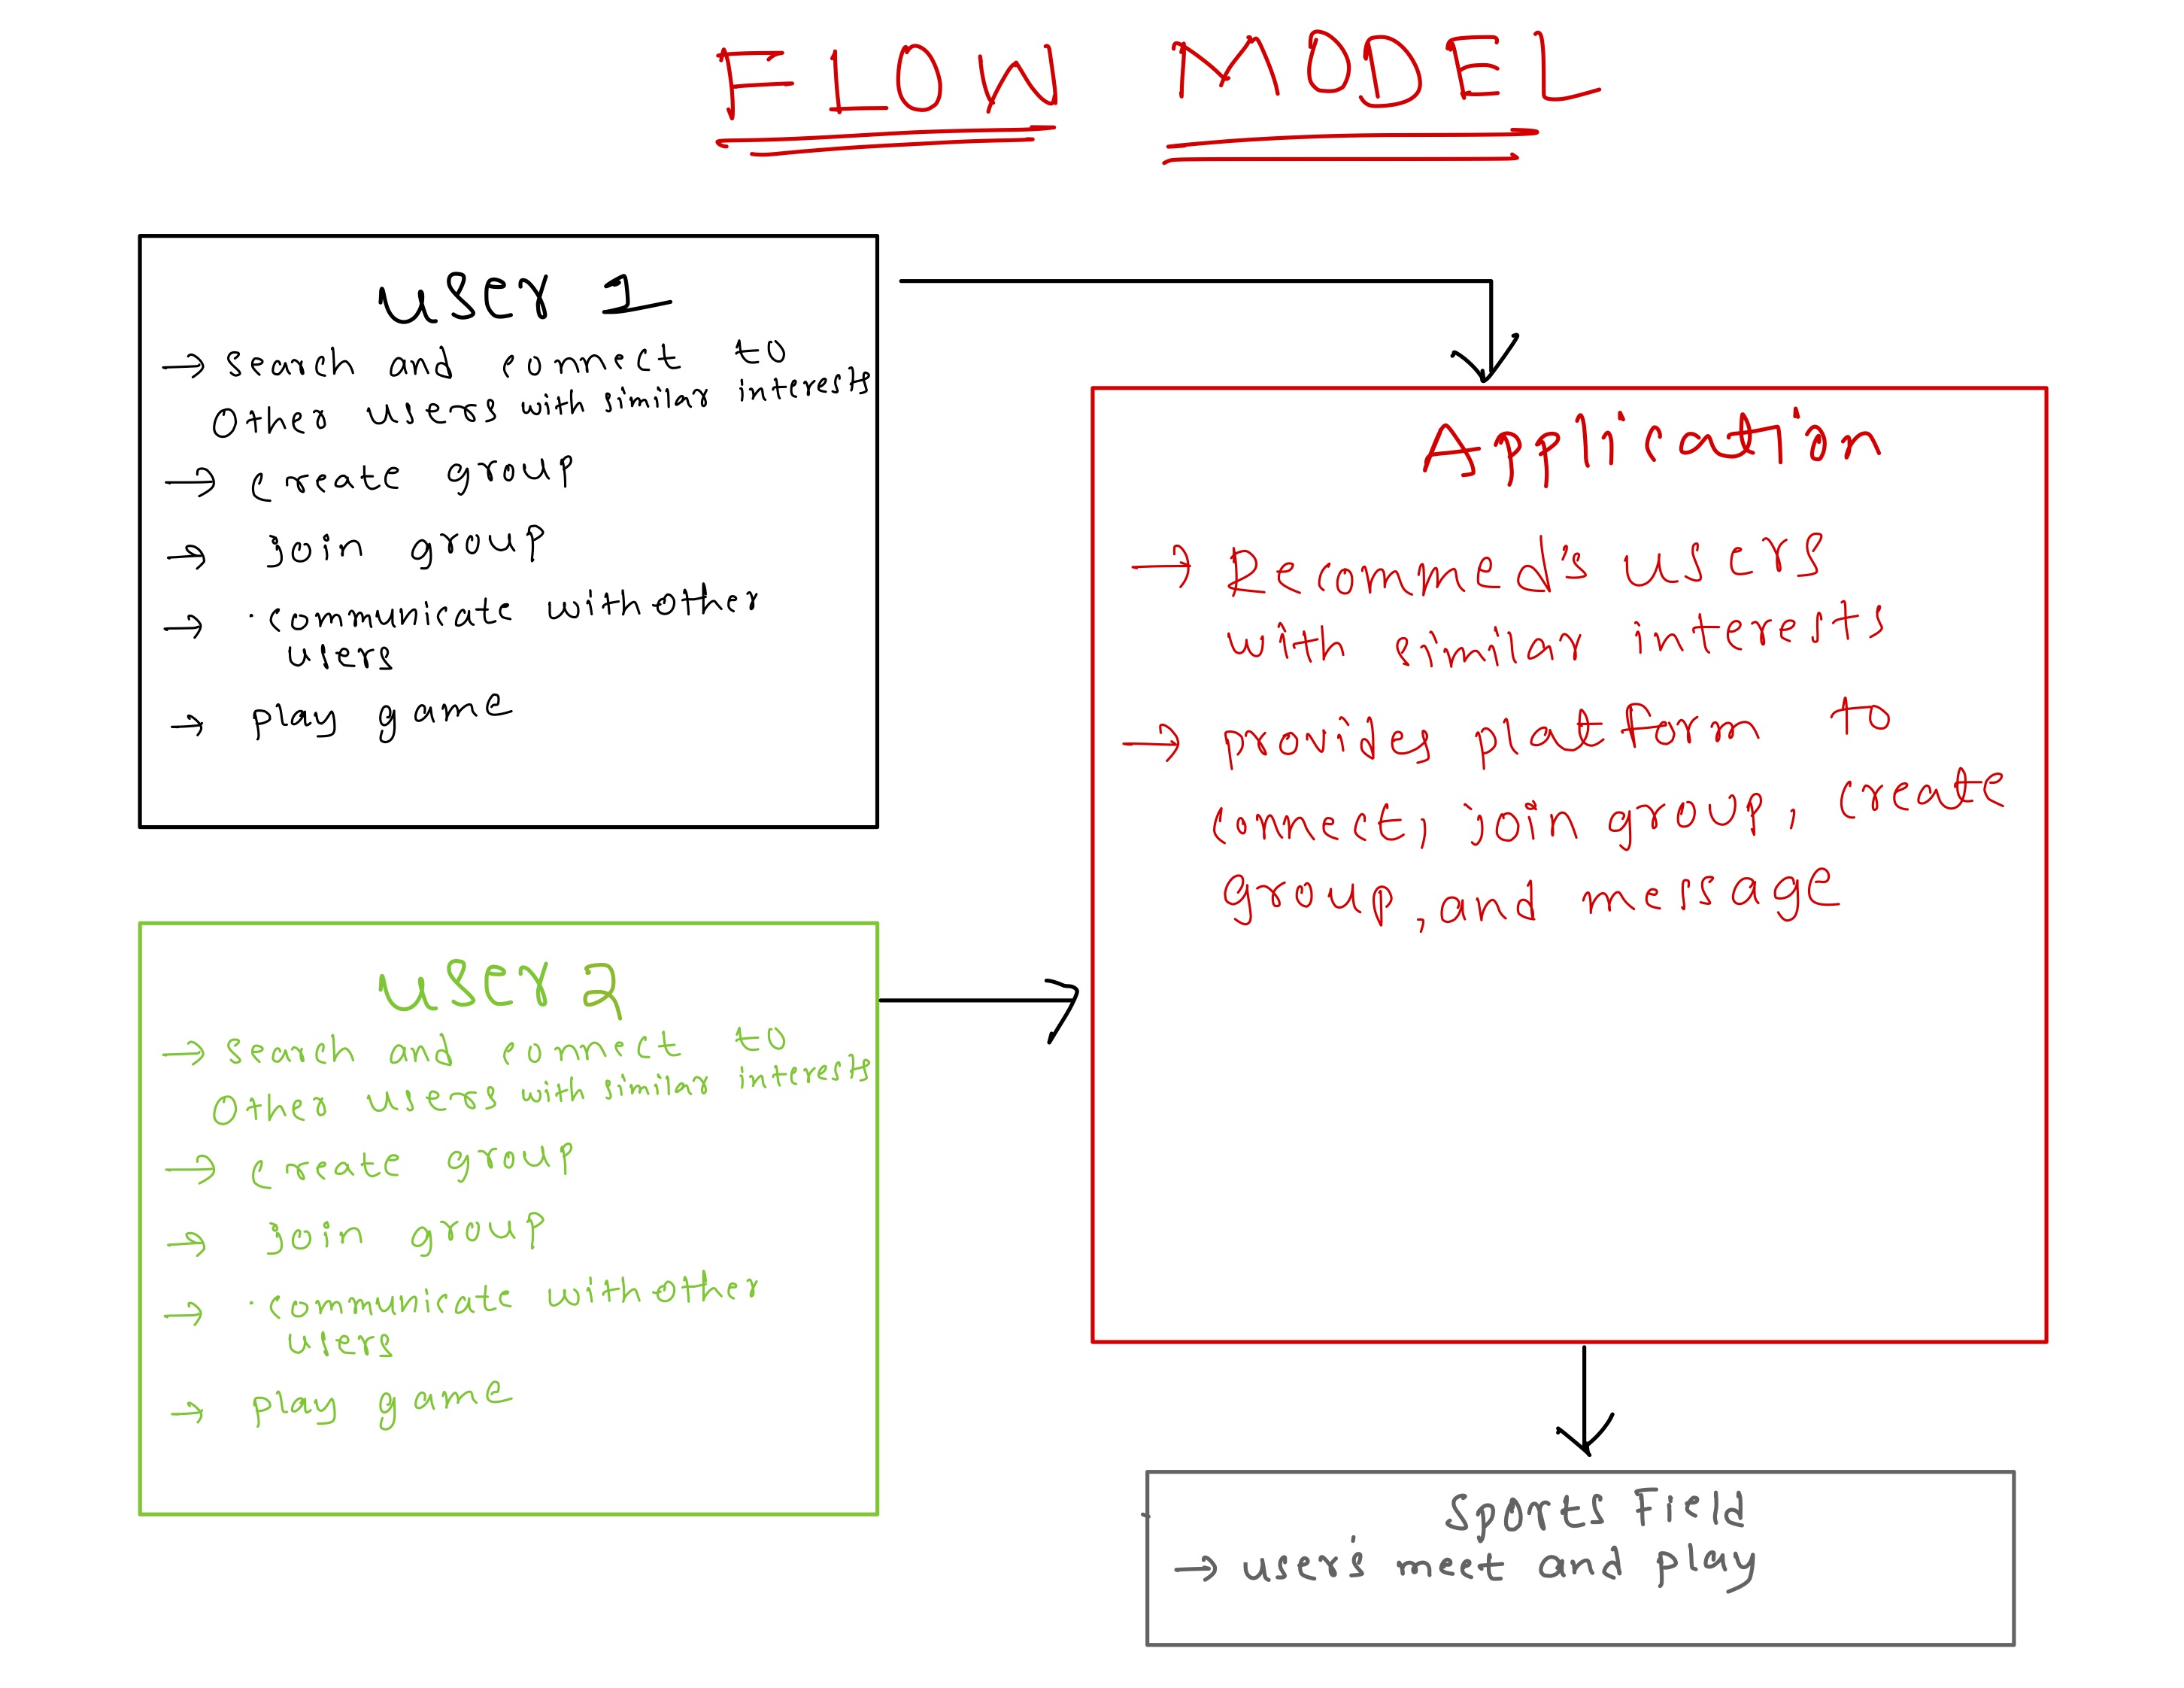 FLOW MODEL
user 1
→ search and connect to
Other users with similar interests
→ create group
→ join group
→ communicate with other
users
→ play game
Application
→ Recommed's users
with similar interests
→ provides platform to
connect, join group, create
group, and message
user 2
→ search and connect to
Other users with similar interests
→ create group
→ join group
→ communicate with other
users
→ play game
Sports Field
→ user's meet and play